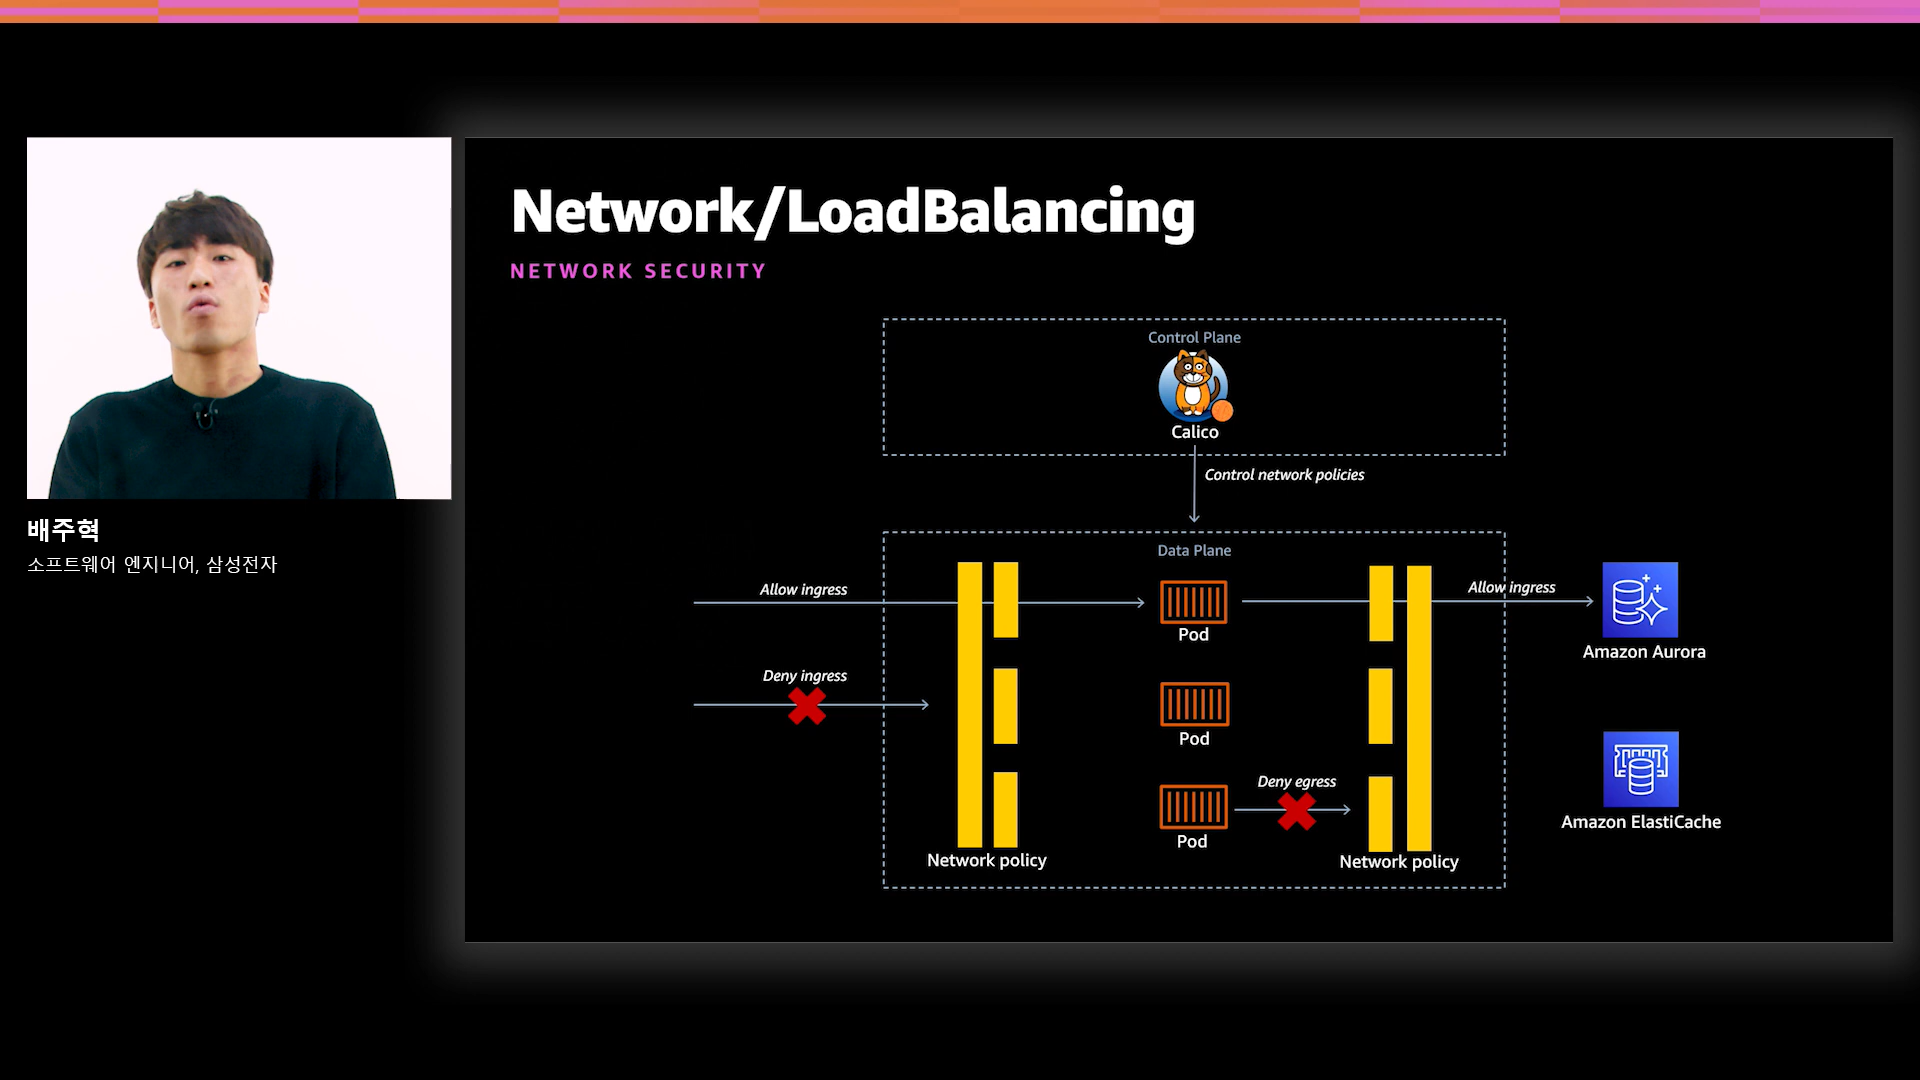 배주혁
소프트웨어 엔지니어, 삼성전자
Network/LoadBalancing
NETWORK SECURITY
Control Plane
Calico
Control network policies
Data Plane
Allow ingress
Pod
Allow ingress
Amazon Aurora
Deny ingress
Pod
Deny egress
Pod
Amazon ElastiCache
Network policy
Network policy